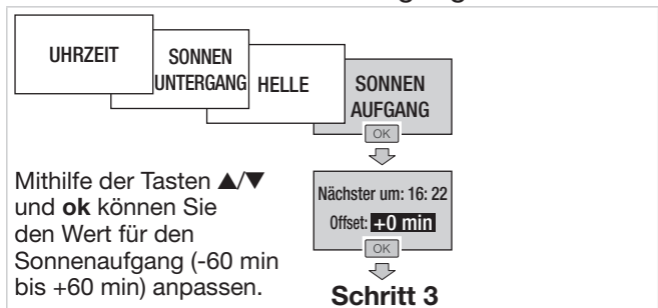 UHRZEIT
SONNEN
UNTERGANG
HELLE
SONNEN
AUFGANG
OK
Mithilfe der Tasten ▲/▼
und ok können Sie
den Wert für den
Sonnenaufgang (-60 min
bis +60 min) anpassen.
Nächster um: 16: 22
Offset: +0 min
OK
Schritt 3